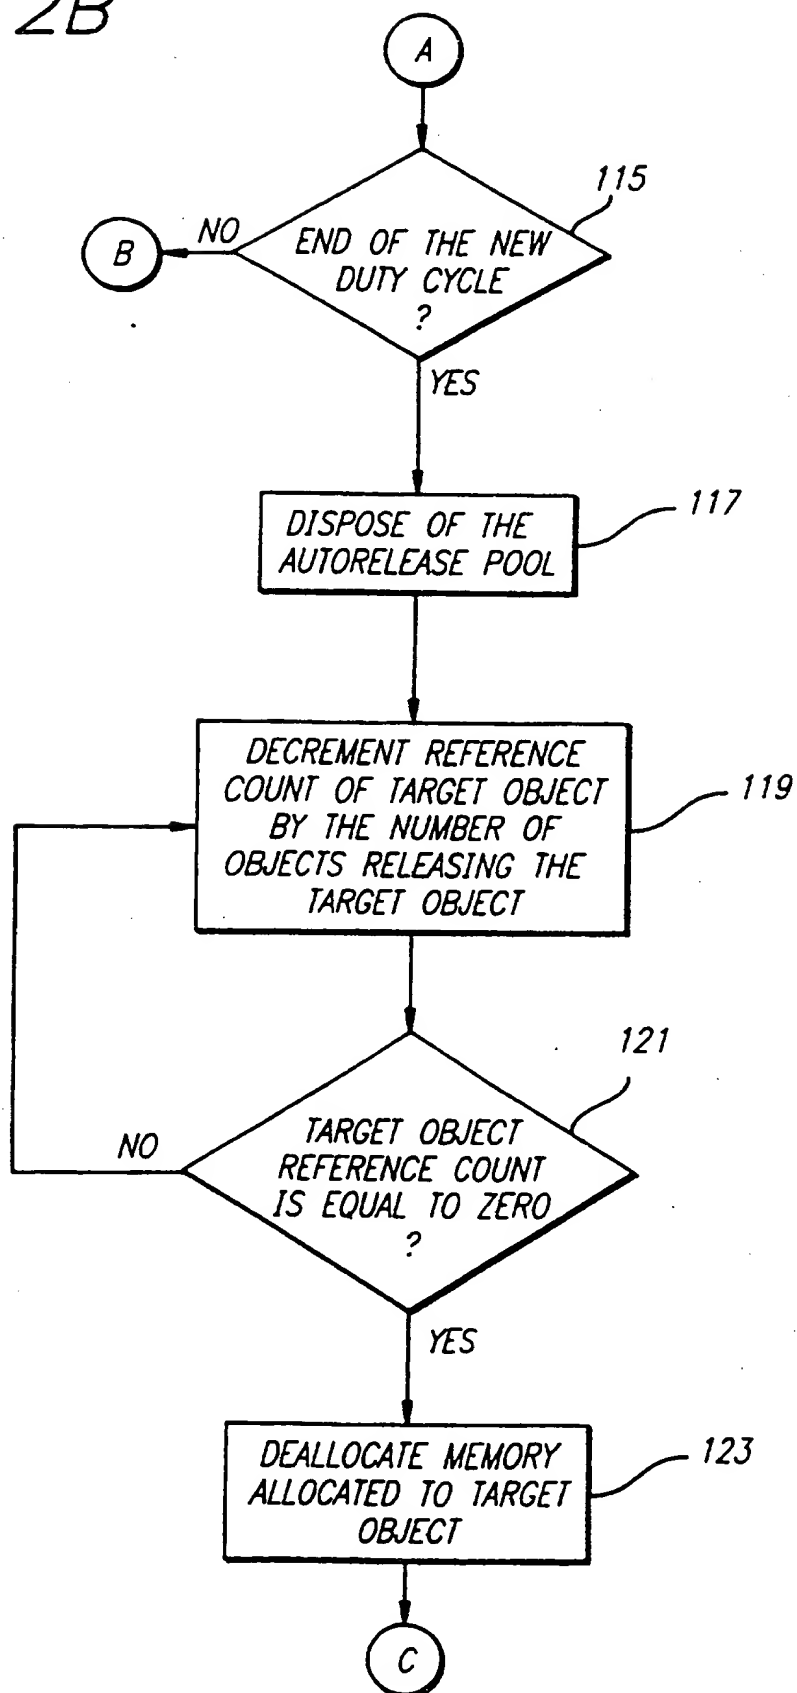 2B
A
115
NO
B
END OF THE NEW
DUTY CYCLE
?
YES
117
DISPOSE OF THE
AUTORELEASE POOL
119
DECREMENT REFERENCE
COUNT OF TARGET OBJECT
BY THE NUMBER OF
OBJECTS RELEASING THE
TARGET OBJECT
121
NO
TARGET OBJECT
REFERENCE COUNT
IS EQUAL TO ZERO
?
YES
123
DEALLOCATE MEMORY
ALLOCATED TO TARGET
OBJECT
C